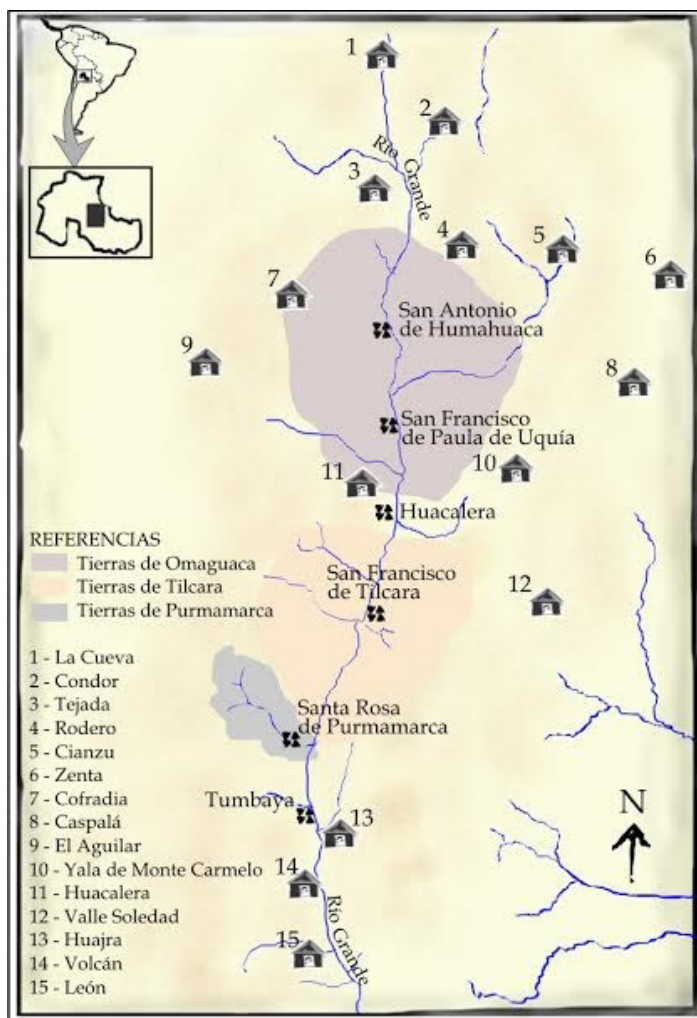 1
2
Río Grande
3
4
5
6
7
San Antonio
de Humahuaca
9
8
San Francisco
de Paula de Uquía
10
11
Huacalera
REFERENCIAS
Tierras de Omaguaca
Tierras de Tilcara
Tierras de Purmamarca
San Francisco
de Tilcara
12
1 - La Cueva
2 - Condor
3 - Tejada
4 - Rodero
5 - Cianzu
6 - Zenta
7 - Cofradia
8 - Caspalá
9 - El Aguilar
10 - Yala de Monte Carmelo
11 - Huacalera
12 - Valle Soledad
13 - Huajra
14 - Volcán
15 - León
Santa Rosa
de Purmamarca
Tumbaya
13
14
15
Río Grande
N